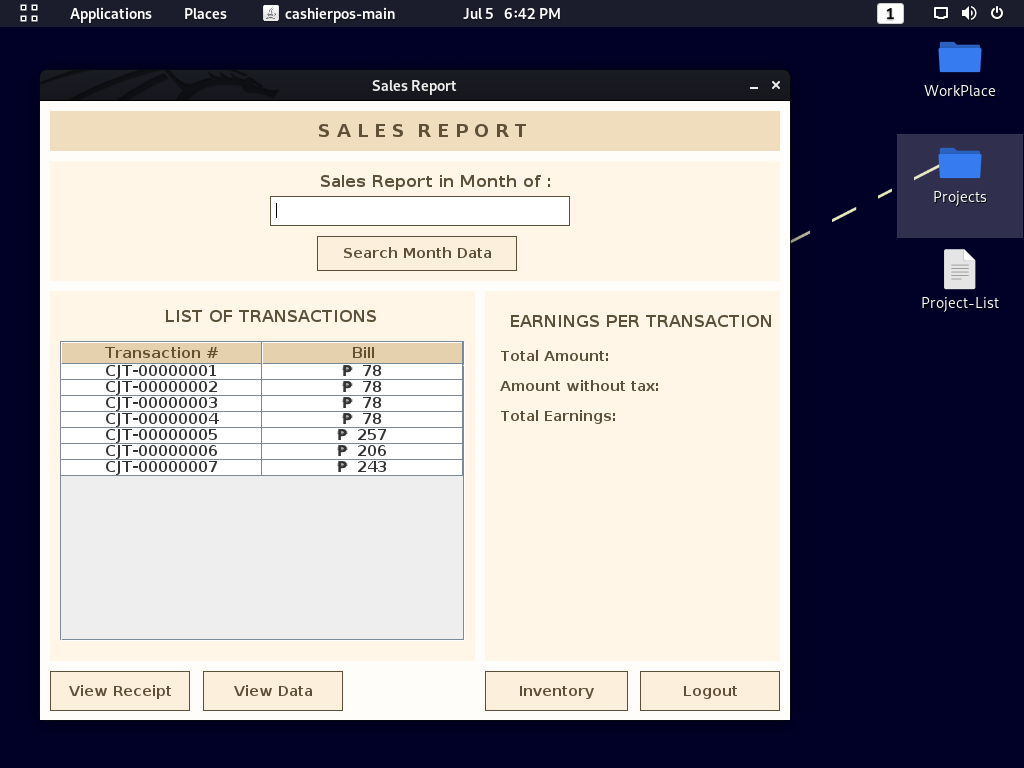 Applications Places cashierpos-main Jul 5 6:42 PM 1
WorkPlace
Projects
Project-List
Sales Report
SALES REPORT
Sales Report in Month of :
Search Month Data
LIST OF TRANSACTIONS
Transaction # Bill
CJT-00000001 ₱ 78
CJT-00000002 ₱ 78
CJT-00000003 ₱ 78
CJT-00000004 ₱ 78
CJT-00000005 ₱ 257
CJT-00000006 ₱ 206
CJT-00000007 ₱ 243
EARNINGS PER TRANSACTION
Total Amount:
Amount without tax:
Total Earnings:
View Receipt View Data Inventory Logout